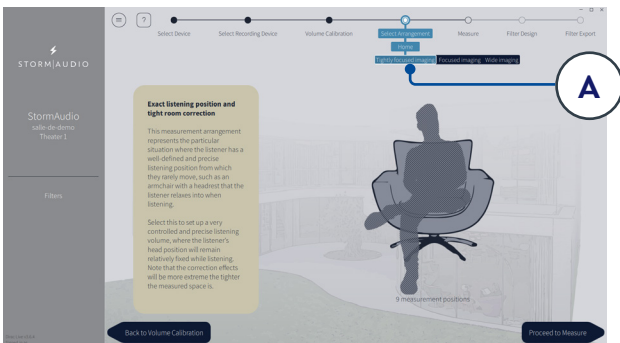 ?
Select Device
Select Recording Device
Volume Calibration
Select Arrangement
Measure
Filter Design
Filter Export
Home
Tightly focused imaging
Focused imaging
Wide imaging
A
STORM|AUDIO
StormAudio
salle-de-demo
Theater 1
Filters
Exact listening position and
tight room correction
This measurement arrangement
represents the particular
situation where the listener has a
well-defined and precise
listening position from which
they rarely move, such as an
armchair with a headrest that the
listener relaxes into when
listening.
Select this to set up a very
controlled and precise listening
volume, where the listener's
head position will remain
relatively fixed while listening.
Note that the correction effects
will be more extreme the tighter
the measured space is.
9 measurement positions
Back to Volume Calibration
Proceed to Measure